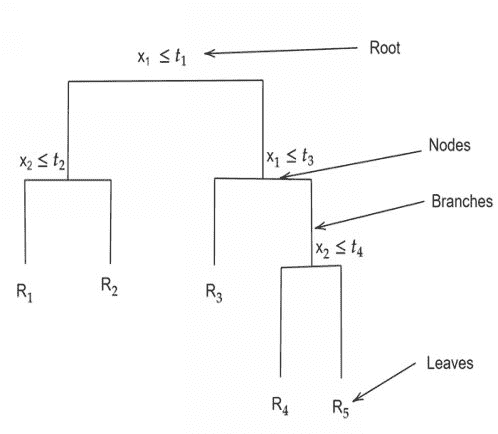 x₁ ≤ t₁
Root
x₂ ≤ t₂
x₁ ≤ t₃
Nodes
Branches
x₂ ≤ t₄
R₁
R₂
R₃
Leaves
R₄
R₅